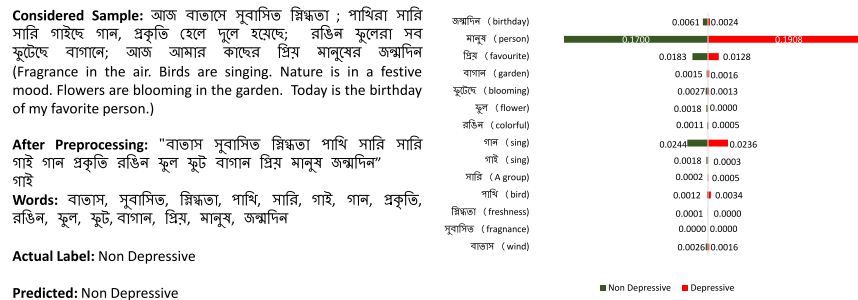 Considered Sample: আজ বাতাসে সুবাসিত স্নিগ্ধতা ; পাখিরা সারি
সারি গাইছে গান, প্রকৃতি হেলে দুলে হয়েছে; রঙিন ফুলেরা সব
ফুটেছে বাগানে; আজ আমার কাছের প্রিয় মানুষের জন্মদিন
(Fragrance in the air. Birds are singing. Nature is in a festive
mood. Flowers are blooming in the garden. Today is the birthday
of my favorite person.)
After Preprocessing: "বাতাস সুবাসিত স্নিগ্ধতা পাখি সারি সারি
গাই গান প্রকৃতি রঙিন ফুল ফুট বাগান প্রিয় মানুষ জন্মদিন”
গাই
Words: বাতাস, সুবাসিত, স্নিগ্ধতা, পাখি, সারি, গাই, গান, প্রকৃতি,
রঙিন, ফুল, ফুট, বাগান, প্রিয়, মানুষ, জন্মদিন
Actual Label: Non Depressive
Predicted: Non Depressive
জন্মদিন (birthday) 0.0061 0.0024
মানুষ (person) 0.1700 0.1908
প্রিয় (favourite) 0.0183 0.0128
বাগান (garden) 0.0015 0.0016
ফুটেছে (blooming) 0.0027 0.0013
ফুল (flower) 0.0018 0.0000
রঙিন (colorful) 0.0011 0.0005
গান (sing) 0.0244 0.0236
গাই (sing) 0.0018 0.0003
সারি (A group) 0.0002 0.0005
পাখি (bird) 0.0012 0.0034
স্নিগ্ধতা (freshness) 0.0001 0.0000
সুবাসিত (fragnance) 0.0000 0.0000
বাতাস (wind) 0.0026 0.0016
Non Depressive Depressive